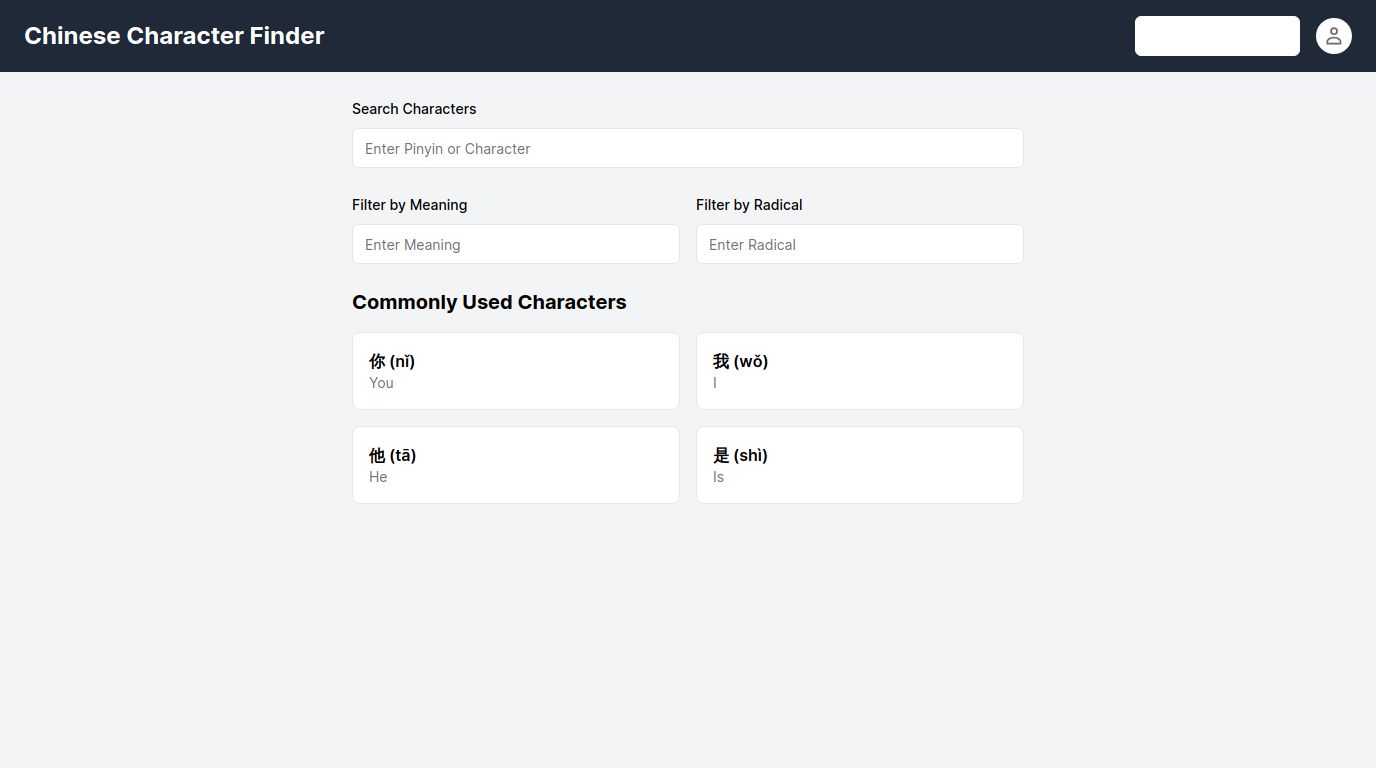 Chinese Character Finder
Search Characters
Enter Pinyin or Character
Filter by Meaning
Enter Meaning
Filter by Radical
Enter Radical
Commonly Used Characters
你 (nǐ)
You
我 (wǒ)
I
他 (tā)
He
是 (shì)
Is